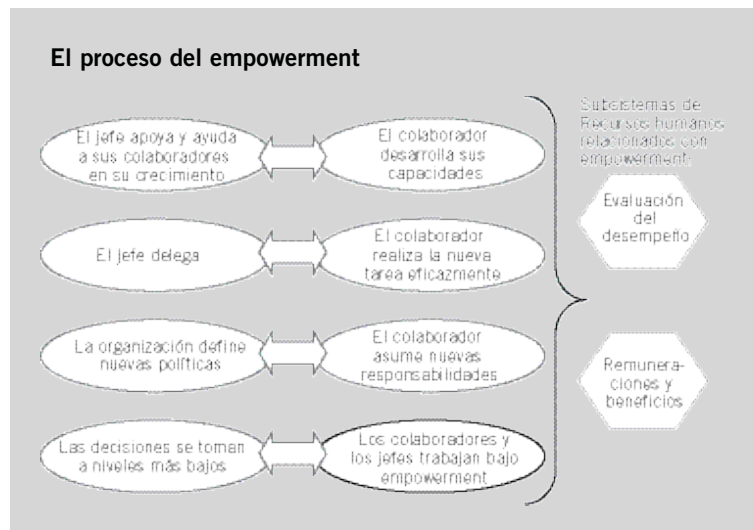 El proceso del empowerment
El jefe apoya y ayuda
a sus colaboradores
en su crecimiento
El colaborador
desarrolla sus
capacidades
El jefe delega
El colaborador
realiza la nueva
tarea eficazmente
La organización define
nuevas políticas
El colaborador
asume nuevas
responsabilidades
Las decisiones se toman
a niveles más bajos
Los colaboradores y
los jefes trabajan bajo
empowerment
Subsistemas de
Recursos humanos
relacionados con
empowerment:
Evaluación
del
desempeño
Remunera-
ciones y
beneficios